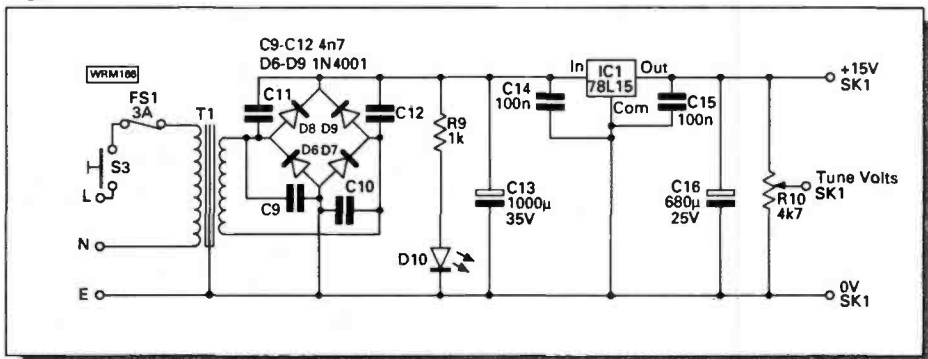 C9-C12 4n7
D6-D9 1N4001
WRM166
FS1
3A
T1
S3
L
N
E
C11
C12
D8
D9
D6
D7
C9
C10
R9
1k
D10
C13
1000µ
35V
C14
100n
In
IC1
78L15
Out
Com
C15
100n
C16
680µ
25V
R10
4k7
+15V
SK1
Tune Volts
SK1
0V
SK1